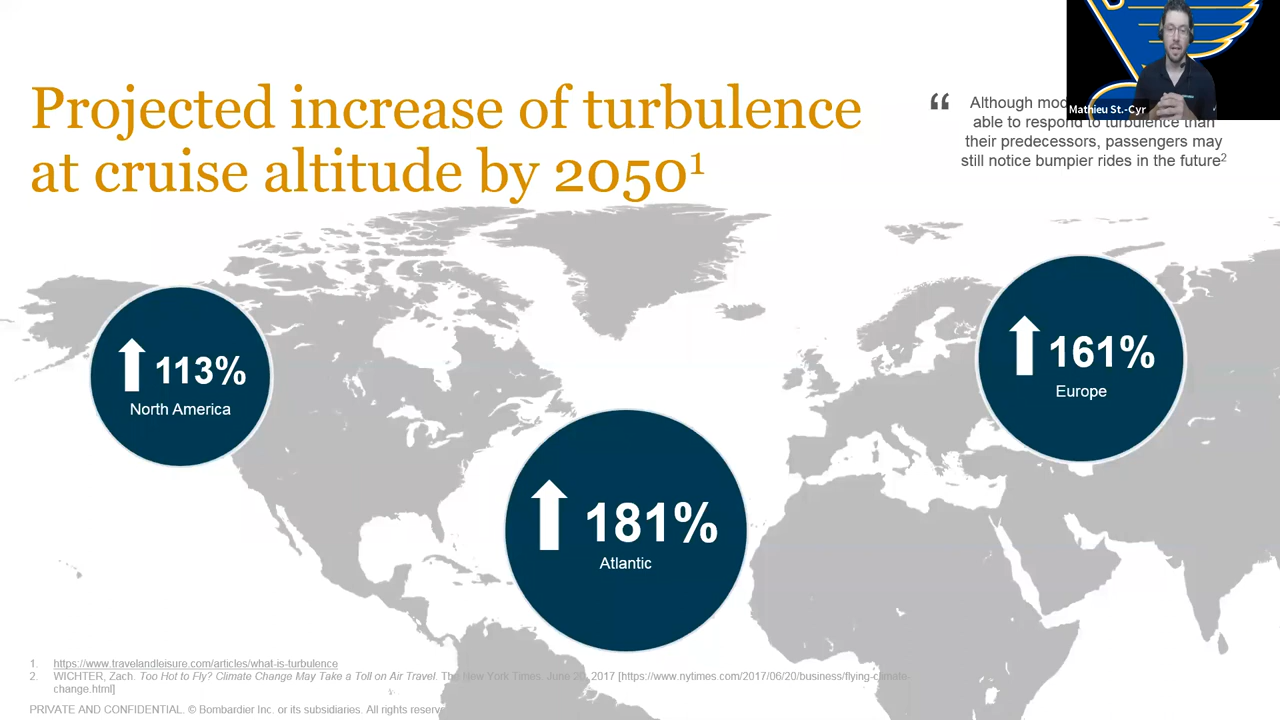 Projected increase of turbulence
at cruise altitude by 2050¹
“
Although
able to respond to turbulence than
their predecessors, passengers may
still notice bumpier rides in the future²
Mathieu St.-Cyr
113%
North America
181%
Atlantic
161%
Europe
1. https://www.travelandleisure.com/articles/what-is-turbulence
2. WICHTER, Zach. Too Hot to Fly? Climate Change May Take a Toll on Air Travel. The New York Times. June 20, 2017 [https://www.nytimes.com/2017/06/20/business/flying-climate-
change.html]
PRIVATE AND CONFIDENTIAL. © Bombardier Inc. or its subsidiaries. All rights